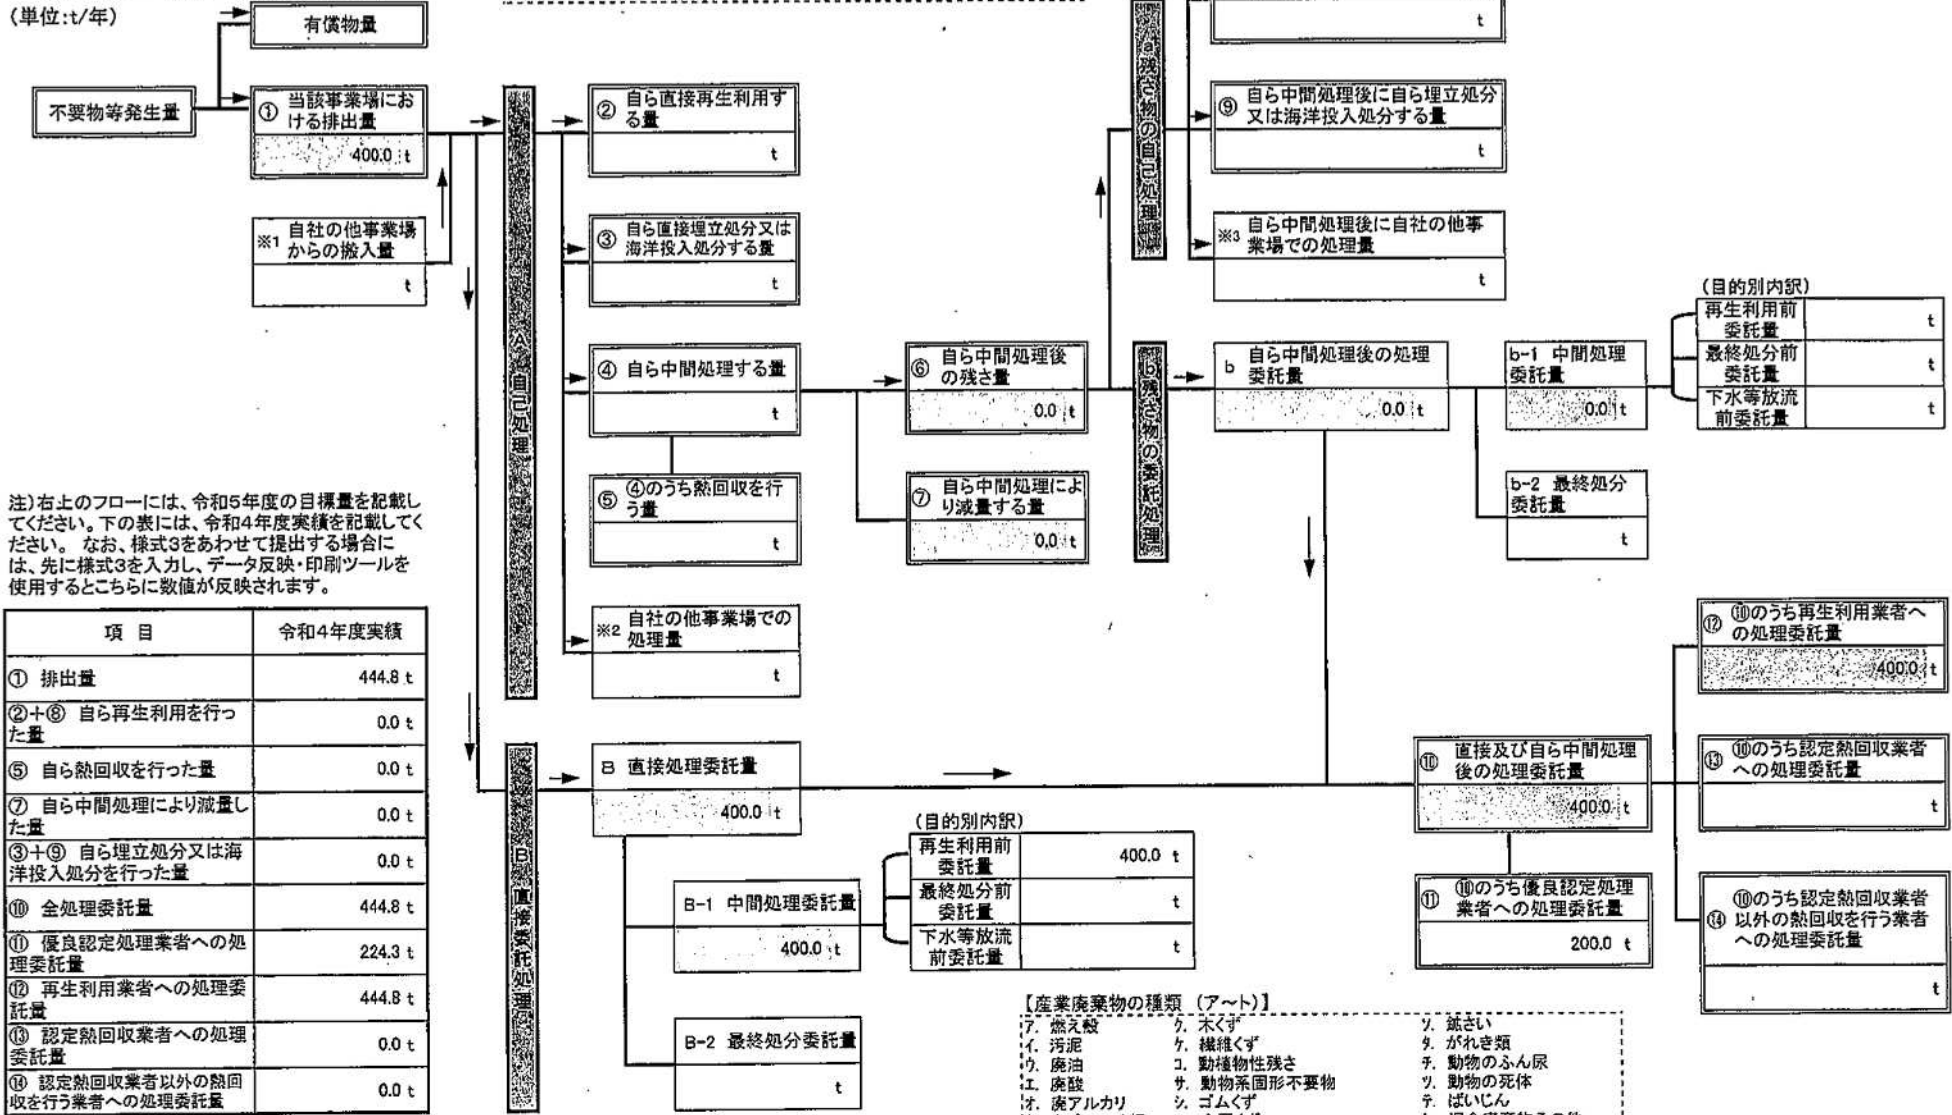 (単位:t/年)
有償物量
不要物等発生量
① 当該事業場にお
ける排出量
400.0 t
※1 自社の他事業場
からの搬入量
t
A 自己処理
② 自ら直接再生利用す
る量
t
③ 自ら直接埋立処分又は
海洋投入処分する量
t
④ 自ら中間処理する量
t
⑤ ④のうち熱回収を行
う量
t
※2 自社の他事業場での
処理量
t
⑥ 自ら中間処理後
の残さ量
0.0 t
⑦ 自ら中間処理によ
り減量する量
0.0 t
a 残さ物の自己処理
t
⑨ 自ら中間処理後に自ら埋立処分
又は海洋投入処分する量
t
※3 自ら中間処理後に自社の他事
業場での処理量
t
b 残さ物の委託処理
b 自ら中間処理後の処理
委託量
0.0 t
b-1 中間処理
委託量
0.0 t
(目的別内訳)
再生利用前
委託量 t
最終処分前
委託量 t
下水等放流
前委託量 t
b-2 最終処分
委託量
t
注)右上のフローには、令和5年度の目標量を記載し
てください。下の表には、令和4年度実績を記載してく
ださい。 なお、様式3をあわせて提出する場合に
は、先に様式3を入力し、データ反映・印刷ツールを
使用するとこちらに数値が反映されます。
項 目 令和4年度実績
① 排出量 444.8 t
②+⑧ 自ら再生利用を行っ
た量 0.0 t
⑤ 自ら熱回収を行った量 0.0 t
⑦ 自ら中間処理により減量し
た量 0.0 t
③+⑨ 自ら埋立処分又は海
洋投入処分を行った量 0.0 t
⑩ 全処理委託量 444.8 t
⑪ 優良認定処理業者への処
理委託量 224.3 t
⑫ 再生利用業者への処理委
託量 444.8 t
⑬ 認定熱回収業者への処理
委託量 0.0 t
⑭ 認定熱回収業者以外の熱回
収を行う業者への処理委託量 0.0 t
B 直接委託処理
B 直接処理委託量
400.0 t
B-1 中間処理委託量
400.0 t
(目的別内訳)
再生利用前
委託量 400.0 t
最終処分前
委託量 t
下水等放流
前委託量 t
B-2 最終処分委託量
t
⑩ 直接及び自ら中間処理
後の処理委託量
400.0 t
⑪ ⑩のうち優良認定処理
業者への処理委託量
200.0 t
⑫ ⑩のうち再生利用業者へ
の処理委託量
400.0 t
⑬ ⑩のうち認定熱回収業者
への処理委託量
t
⑭ ⑩のうち認定熱回収業者
以外の熱回収を行う業者
への処理委託量
t
【産業廃棄物の種類 (ア~ト)】
ア. 燃え殻 ク. 木くず ソ. 鉱さい
イ. 汚泥 ケ. 繊維くず タ. がれき類
ウ. 廃油 コ. 動植物性残さ チ. 動物のふん尿
エ. 廃酸 サ. 動物系固形不要物 ツ. 動物の死体
オ. 廃アルカリ シ. ゴムくず テ. ばいじん